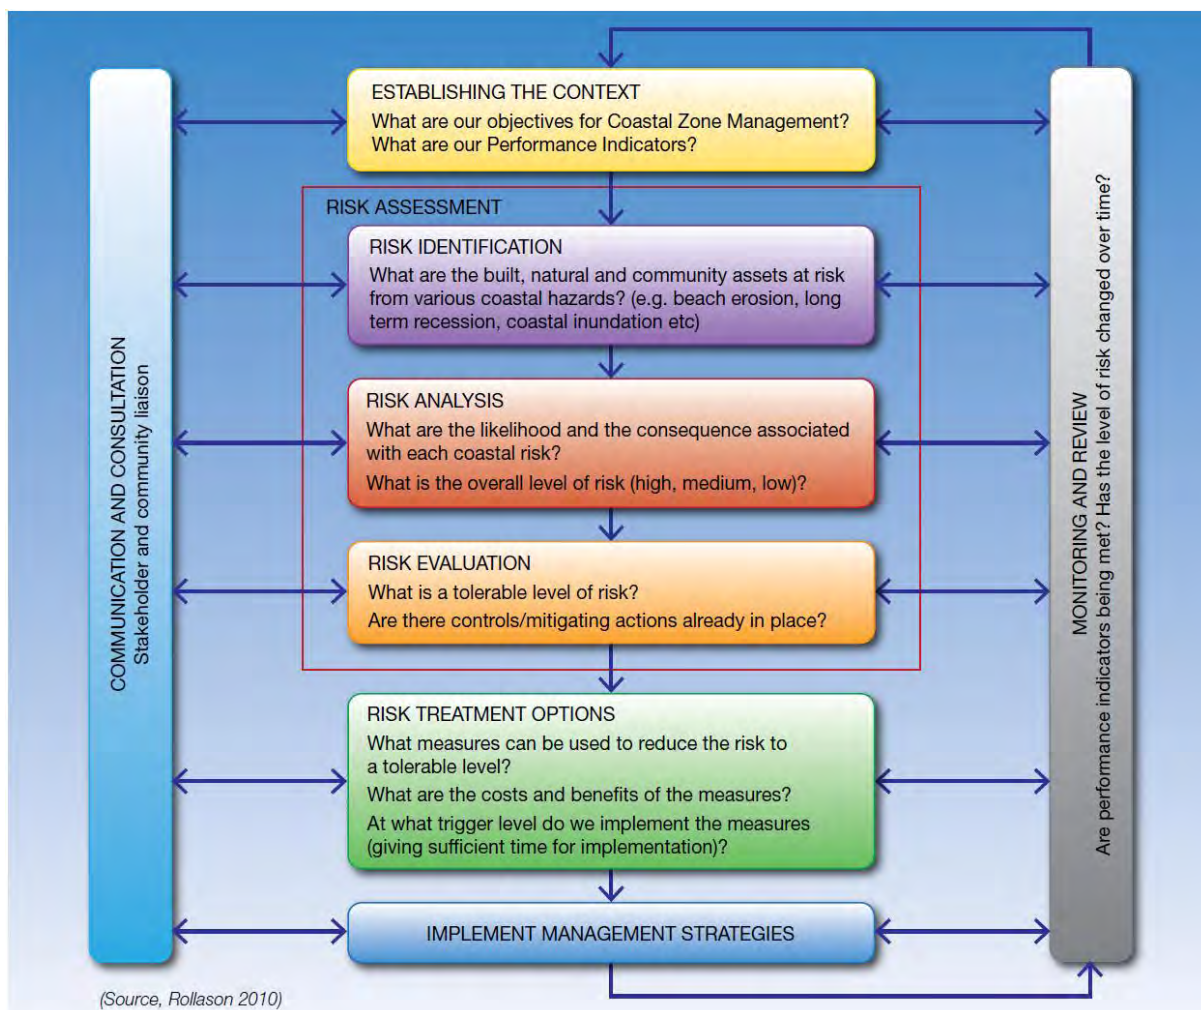 ESTABLISHING THE CONTEXT
What are our objectives for Coastal Zone Management?
What are our Performance Indicators?
RISK ASSESSMENT
RISK IDENTIFICATION
What are the built, natural and community assets at risk
from various coastal hazards? (e.g. beach erosion, long
term recession, coastal inundation etc)
RISK ANALYSIS
What are the likelihood and the consequence associated
with each coastal risk?
What is the overall level of risk (high, medium, low)?
RISK EVALUATION
What is a tolerable level of risk?
Are there controls/mitigating actions already in place?
RISK TREATMENT OPTIONS
What measures can be used to reduce the risk to
a tolerable level?
What are the costs and benefits of the measures?
At what trigger level do we implement the measures
(giving sufficient time for implementation)?
IMPLEMENT MANAGEMENT STRATEGIES
COMMUNICATION AND CONSULTATION
Stakeholder and community liaison
MONITORING AND REVIEW
Are performance indicators being met? Has the level of risk changed over time?
(Source, Rollason 2010)